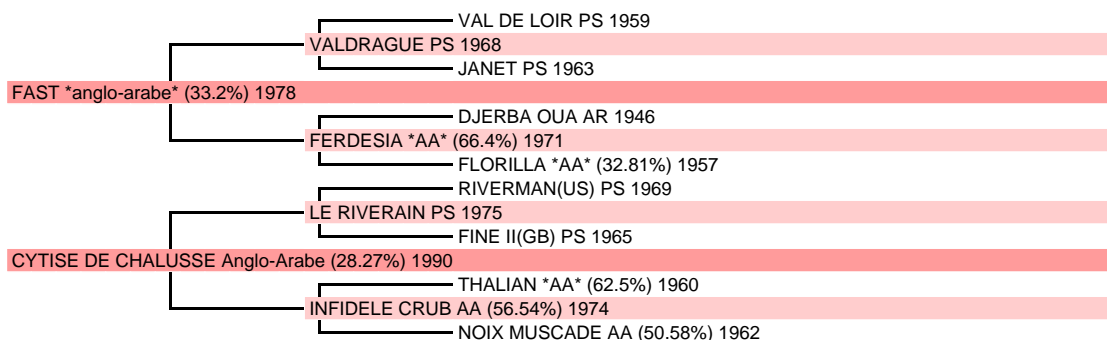 VAL DE LOIR PS 1959
VALDRAGUE PS 1968
JANET PS 1963
FAST *anglo-arabe* (33.2%) 1978
DJERBA OUA AR 1946
FERDESIA *AA* (66.4%) 1971
FLORILLA *AA* (32.81%) 1957
RIVERMAN(US) PS 1969
LE RIVERAIN PS 1975
FINE II(GB) PS 1965
CYTISE DE CHALUSSE Anglo-Arabe (28.27%) 1990
THALIAN *AA* (62.5%) 1960
INFIDELE CRUB AA (56.54%) 1974
NOIX MUSCADE AA (50.58%) 1962